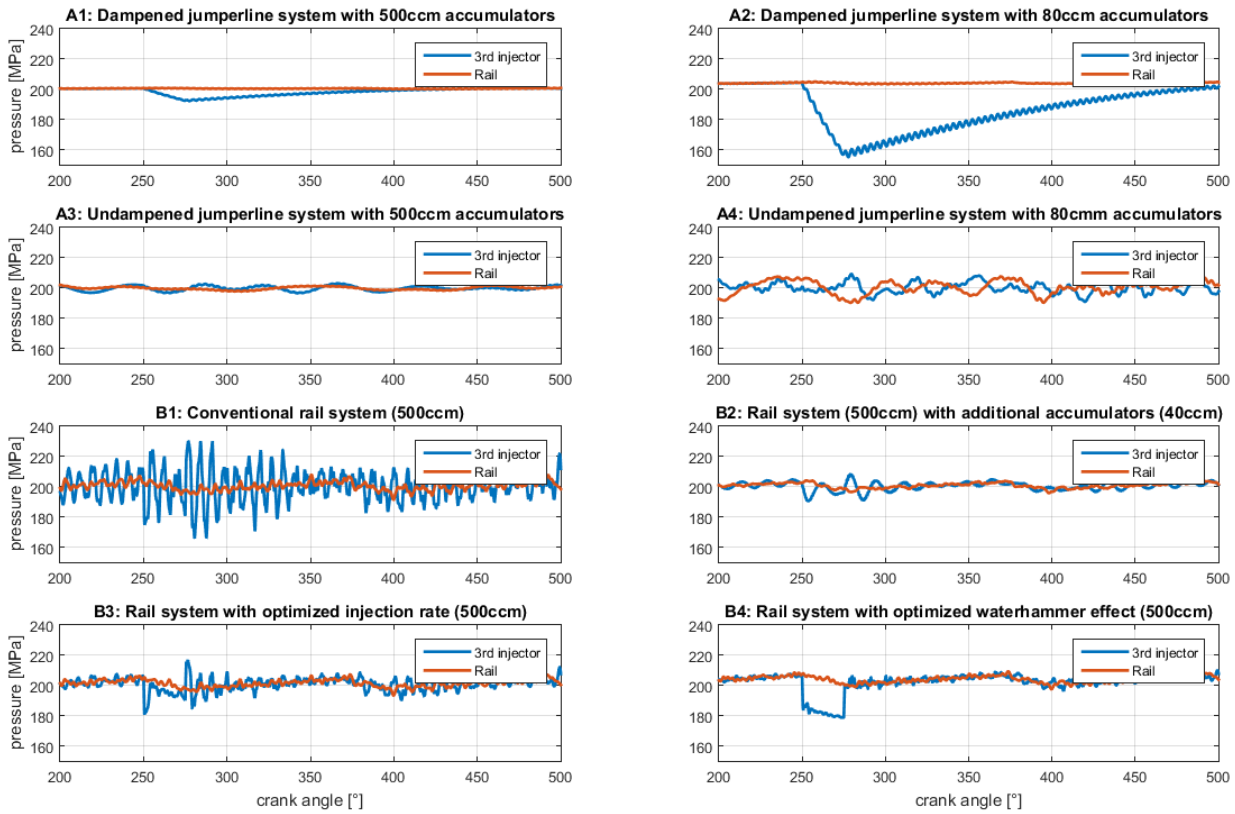 A1: Dampened jumperline system with 500ccm accumulators
240
220
200
180
160
pressure [MPa]
3rd injector
Rail
200 250 300 350 400 450 500
A2: Dampened jumperline system with 80ccm accumulators
240
220
200
180
160
3rd injector
Rail
200 250 300 350 400 450 500
A3: Undampened jumperline system with 500ccm accumulators
240
220
200
180
160
pressure [MPa]
3rd injector
Rail
200 250 300 350 400 450 500
A4: Undampened jumperline system with 80cmm accumulators
240
220
200
180
160
3rd injector
Rail
200 250 300 350 400 450 500
B1: Conventional rail system (500ccm)
240
220
200
180
160
pressure [MPa]
3rd injector
Rail
200 250 300 350 400 450 500
B2: Rail system (500ccm) with additional accumulators (40ccm)
240
220
200
180
160
3rd injector
Rail
200 250 300 350 400 450 500
B3: Rail system with optimized injection rate (500ccm)
240
220
200
180
160
pressure [MPa]
3rd injector
Rail
200 250 300 350 400 450 500
crank angle [°]
B4: Rail system with optimized waterhammer effect (500ccm)
240
220
200
180
160
3rd injector
Rail
200 250 300 350 400 450 500
crank angle [°]